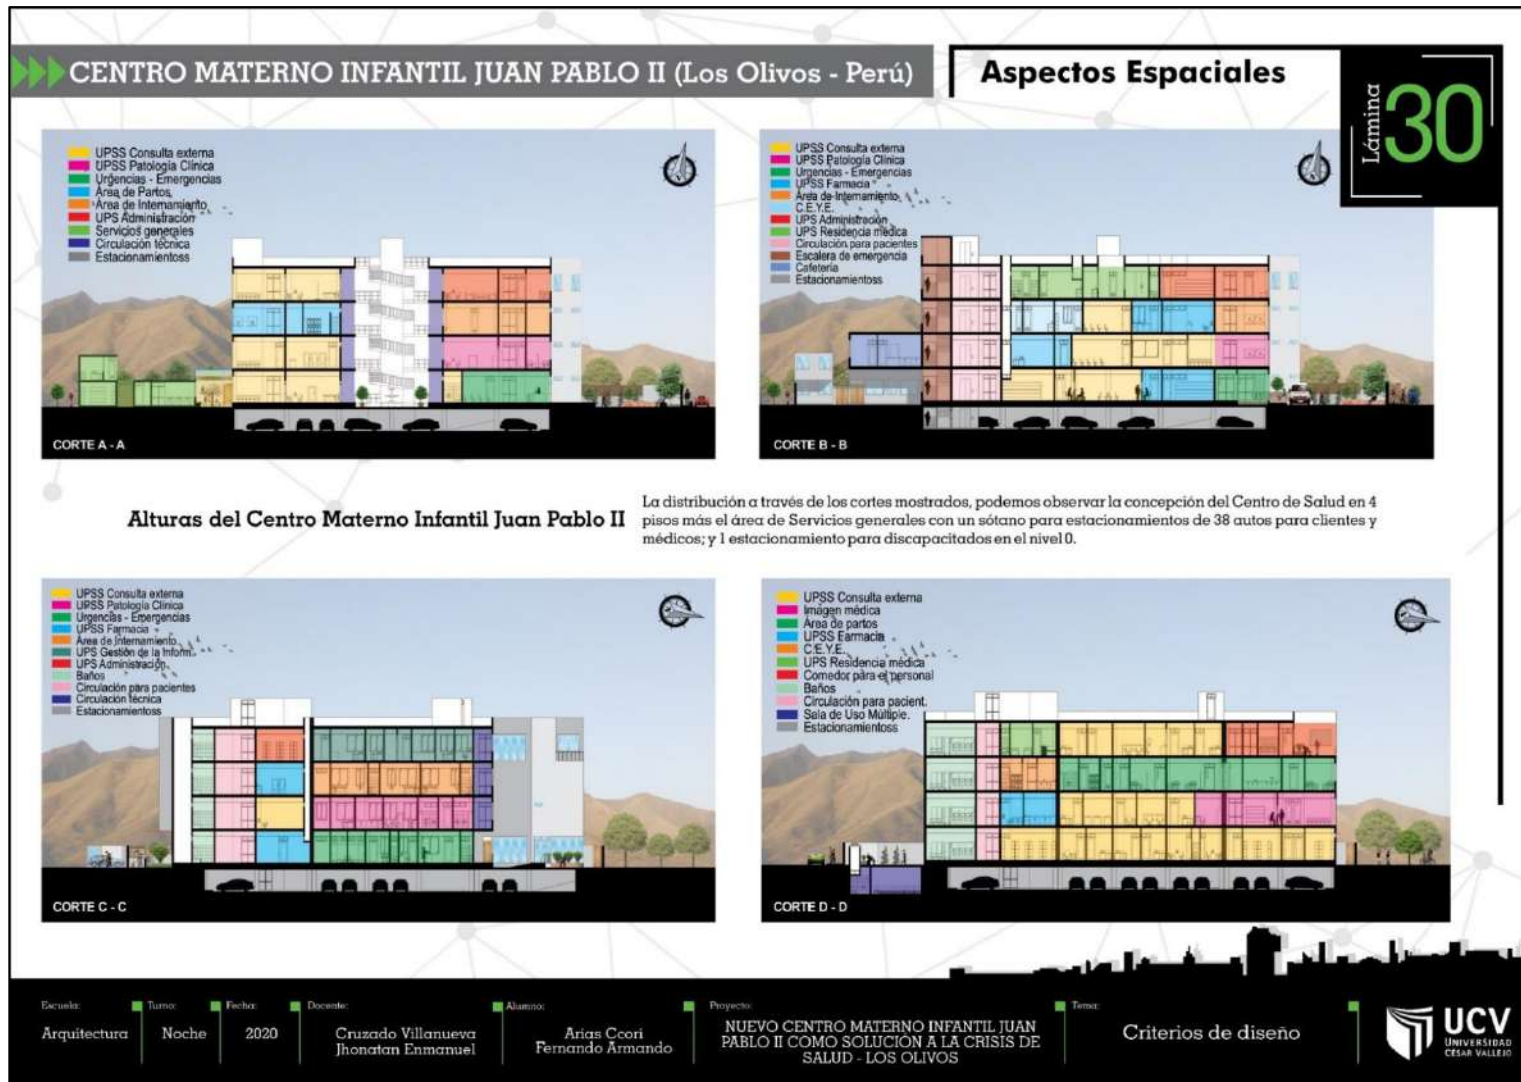 CENTRO MATERNO INFANTIL JUAN PABLO II (Los Olivos - Perú)
Aspectos Espaciales
Lámina
30
UPSS Consulta externa
UPSS Patología Clínica
Urgencias - Emergencias
Área de Partos
Área de Internamiento
UPS Administración
Servicios generales
Circulación técnica
Estacionamientoss
CORTE A - A
UPSS Consulta externa
UPSS Patología Clínica
Urgencias - Emergencias
UPSS Farmacia
Área de Internamiento
C.E.Y.E.
UPS Administración
UPS Residencia médica
Circulación para pacientes
Escalera de emergencia
Cafetería
Estacionamientoss
CORTE B - B
Alturas del Centro Materno Infantil Juan Pablo II
La distribución a través de los cortes mostrados, podemos observar la concepción del Centro de Salud en 4
pisos más el área de Servicios generales con un sótano para estacionamientos de 38 autos para clientes y
médicos; y 1 estacionamiento para discapacitados en el nivel 0.
UPSS Consulta externa
UPSS Patología Clínica
Urgencias - Emergencias
UPSS Farmacia
Área de Internamiento
UPS Gestión de la Inform.
UPS Administración
Baños
Circulación para pacientes
Circulación técnica
Estacionamientoss
CORTE C - C
UPSS Consulta externa
Imágen médica
Área de partos
UPSS Farmacia
C.E.Y.E.
UPS Residencia médica
Comedor para el personal
Baños
Circulación para pacient.
Sala de Uso Múltiple.
Estacionamientoss
CORTE D - D
Escuela:
Arquitectura
Turno:
Noche
Fecha:
2020
Docente:
Cruzado Villanueva
Jhonatan Enmanuel
Alumno:
Arias Ccori
Fernando Armando
Proyecto:
NUEVO CENTRO MATERNO INFANTIL JUAN
PABLO II COMO SOLUCIÓN A LA CRISIS DE
SALUD - LOS OLIVOS
Tema:
Criterios de diseño
UCV
UNIVERSIDAD
CÉSAR VALLEJO